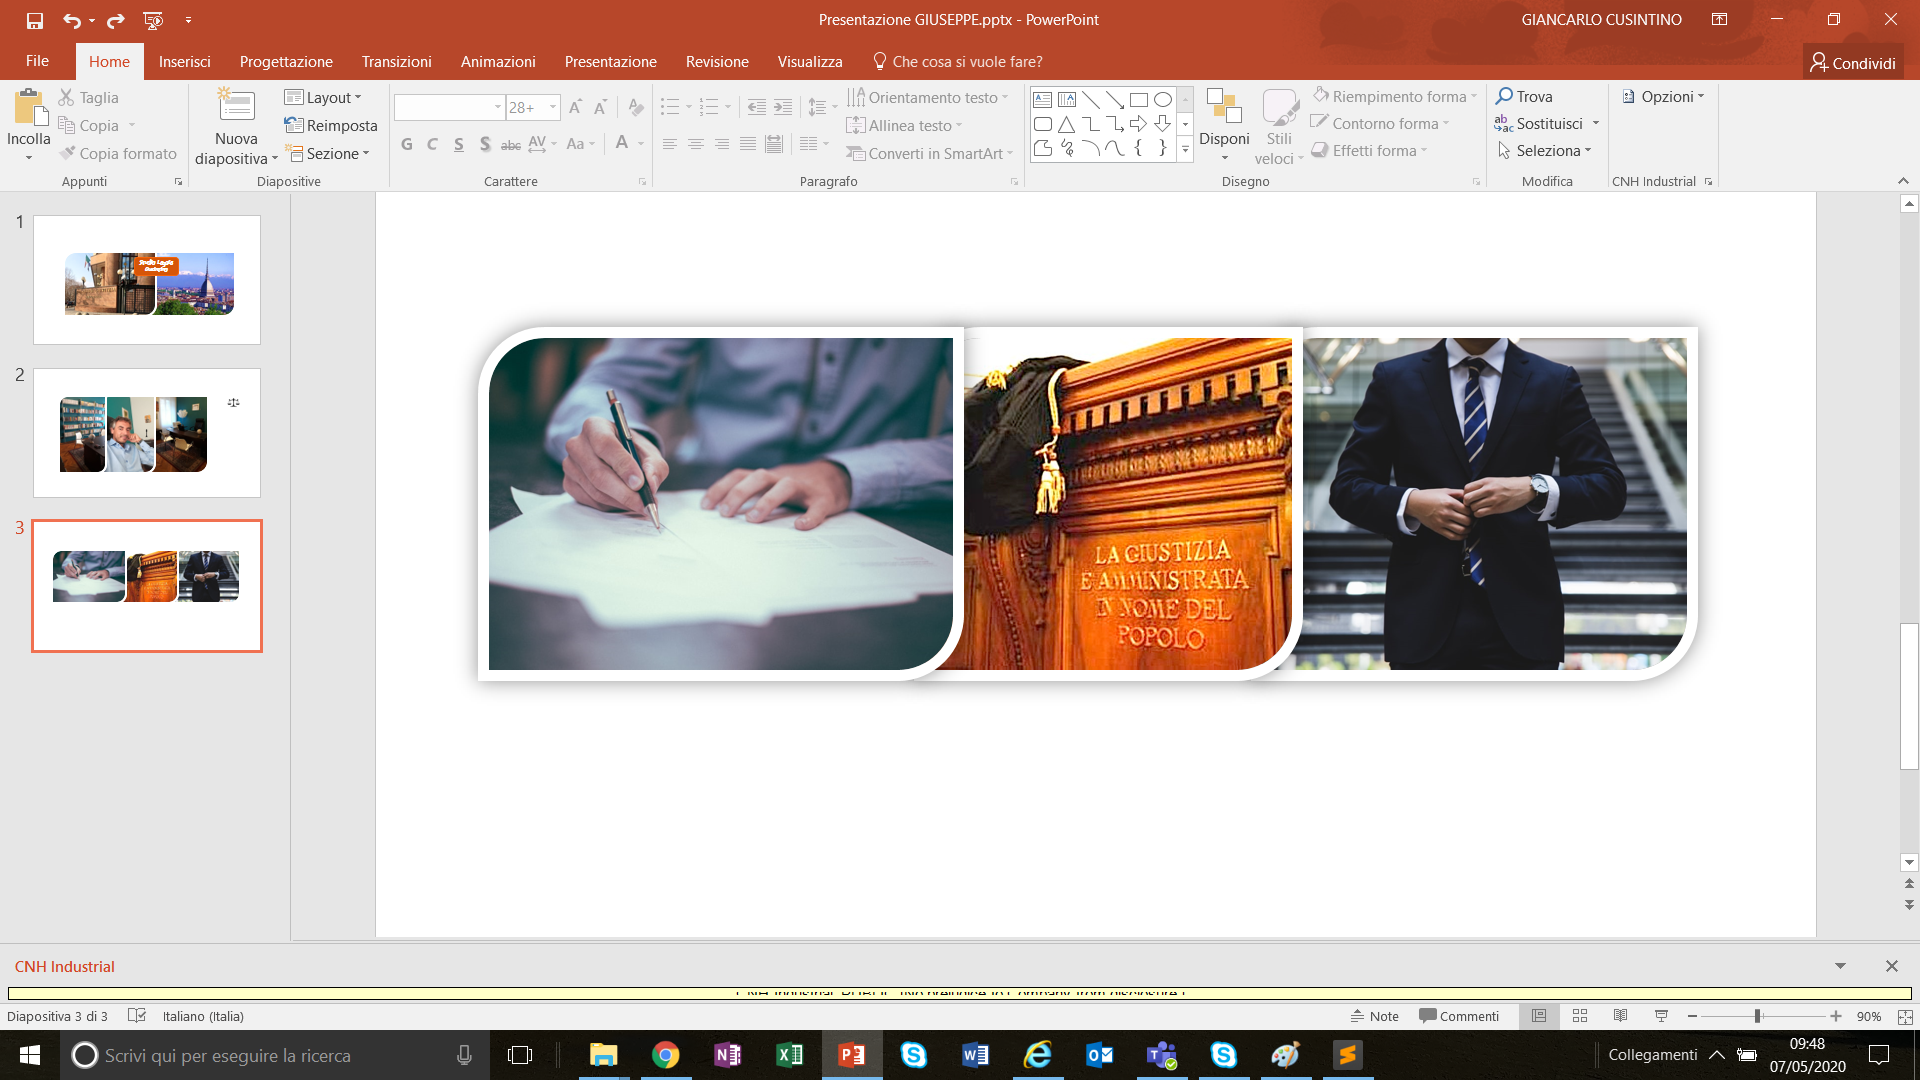 Presentazione GIUSEPPE.pptx - PowerPoint
GIANCARLO CUSINTINO
File
Home
Inserisci
Progettazione
Transizioni
Animazioni
Presentazione
Revisione
Visualizza
Che cosa si vuole fare?
Condividi
Incolla
Taglia
Copia
Copia formato
Appunti
Nuova
diapositiva
Layout
Reimposta
Sezione
Diapositive
28+
G C S S abc AV Aa A
Carattere
Orientamento testo
Allinea testo
Converti in SmartArt
Paragrafo
Disponi
Stili
veloci
Riempimento forma
Contorno forma
Effetti forma
Disegno
Trova
Sostituisci
Seleziona
Modifica
Opzioni
CNH Industrial
1
2
3
LA GIUSTIZIA
E AMMINISTRATA
IN NOME DEL
POPOLO
CNH Industrial
Diapositiva 3 di 3
Italiano (Italia)
Note
Commenti
90%
Scrivi qui per eseguire la ricerca
Collegamenti
09:48
07/05/2020